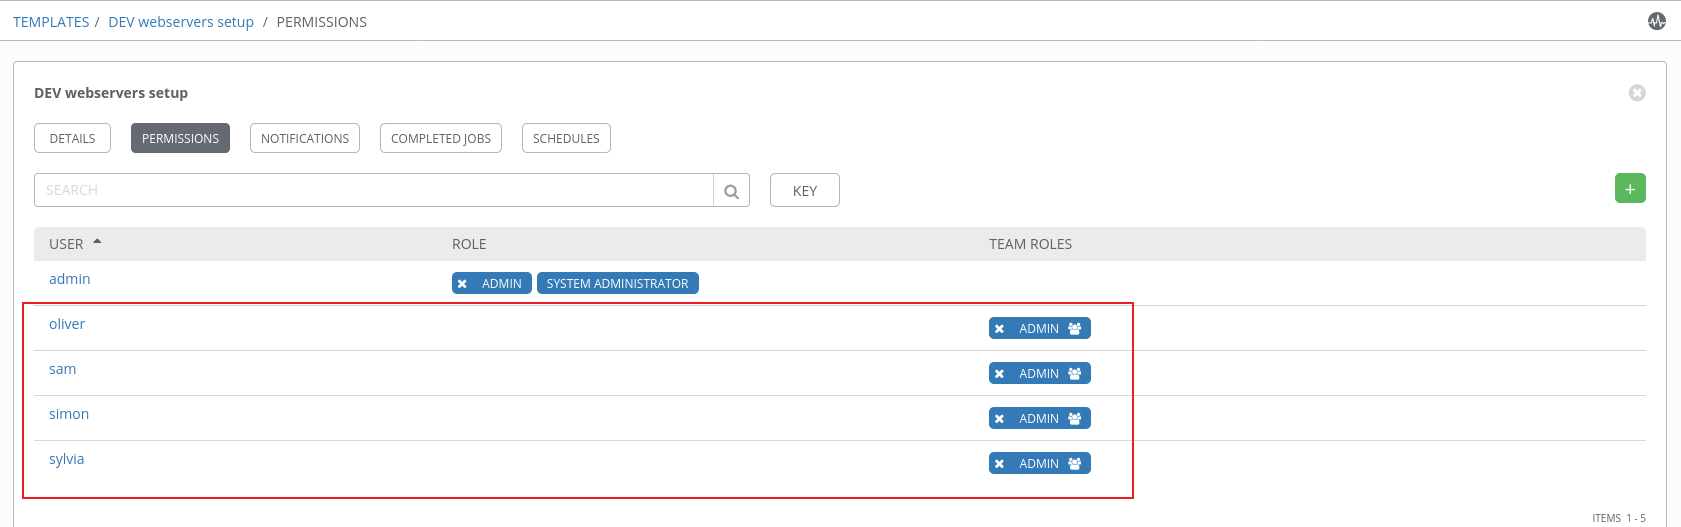 TEMPLATES / DEV webservers setup / PERMISSIONS
DEV webservers setup
DETAILS PERMISSIONS NOTIFICATIONS COMPLETED JOBS SCHEDULES
SEARCH KEY +
USER ROLE TEAM ROLES
admin ADMIN SYSTEM ADMINISTRATOR
oliver ADMIN
sam ADMIN
simon ADMIN
sylvia ADMIN
ITEMS 1 - 5